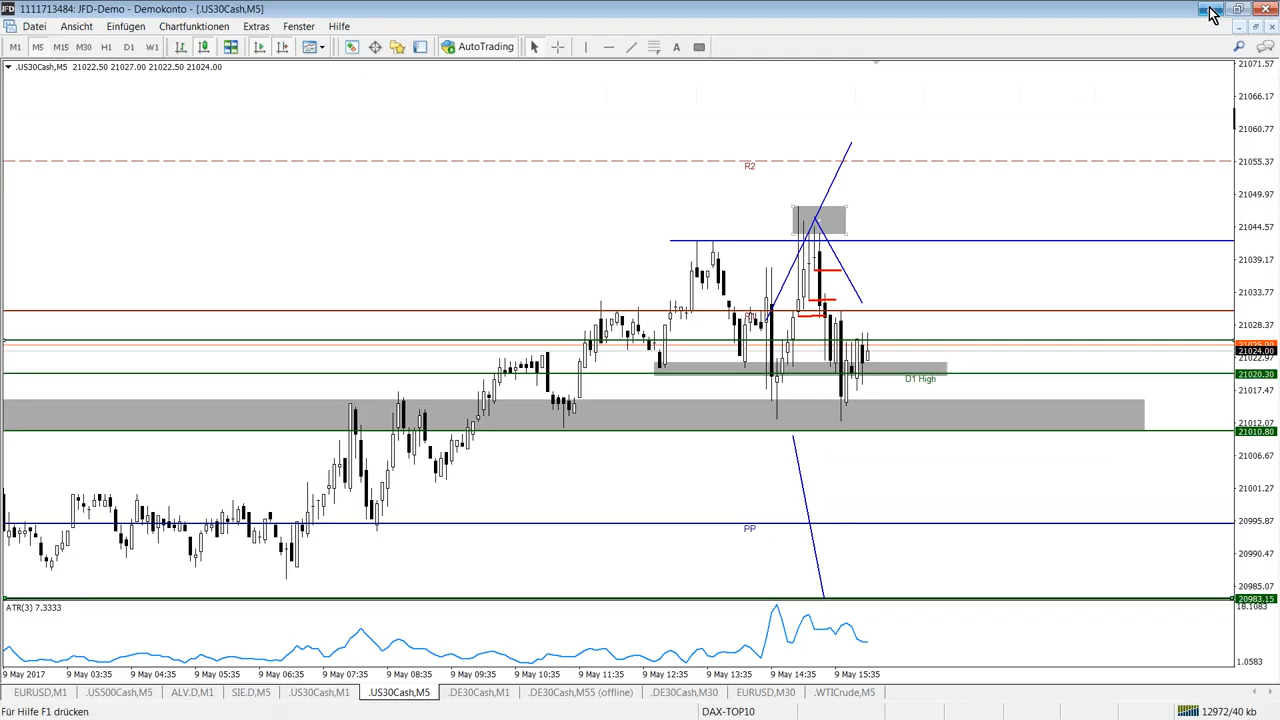 JFD 1111713484: JFD-Demo - Demokonto - [.US30Cash,M5]
Datei Ansicht Einfügen Chartfunktionen Extras Fenster Hilfe
M1 M5 M15 M30 H1 D1 W1 AutoTrading A
.US30Cash,M5 21022.50 21027.00 21022.50 21024.00
21071.57
21066.17
21060.77
21055.37
R2
21049.97
21044.57
21039.17
21033.77
21028.37
21025.00
21024.00
21022.97
21020.30
D1 High
21017.47
21012.07
21010.80
21006.67
21001.27
20995.87
PP
20990.47
20985.07
20983.15
ATR(3) 7.3333
18.1083
1.0583
9 May 2017 9 May 03:35 9 May 04:35 9 May 05:35 9 May 06:35 9 May 07:35 9 May 08:35 9 May 09:35 9 May 10:35 9 May 11:35 9 May 12:35 9 May 13:35 9 May 14:35 9 May 15:35
EURUSD,M1 .US500Cash,M5 ALV.D,M1 SIE.D,M5 .US30Cash,M1 .US30Cash,M5 .DE30Cash,M1 .DE30Cash,M55 (offline) .DE30Cash,M30 EURUSD,M30 .WTICrude,M5
Für Hilfe F1 drücken DAX-TOP10 12972/40 kb